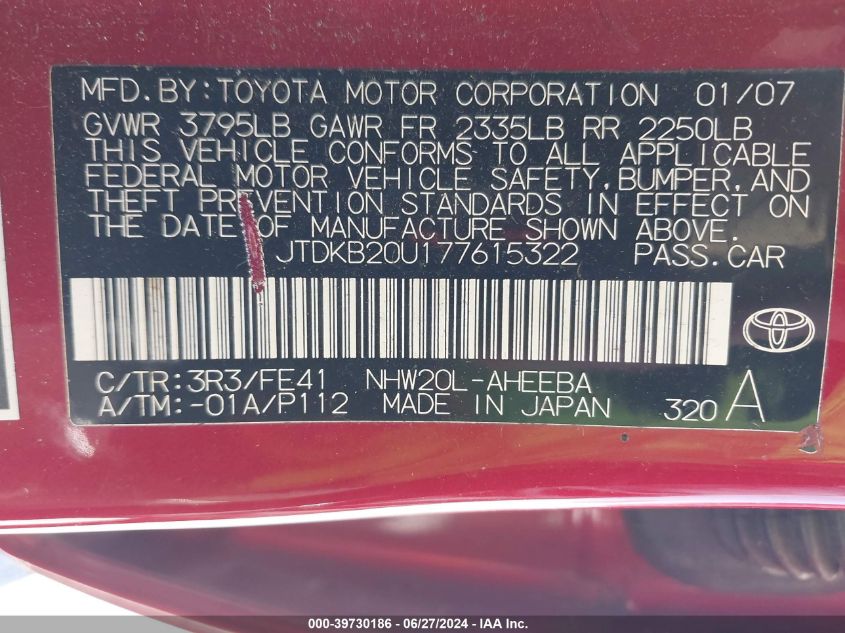 MFD.BY:TOYOTA MOTOR CORPORATION 01/07
GVWR 3795LB GAWR FR 2335LB RR 2250LB
THIS VEHICLE CONFORMS TO ALL APPLICABLE
FEDERAL MOTOR VEHICLE SAFETY,BUMPER,AND
THEFT PREVENTION STANDARDS IN EFFECT ON
THE DATE OF MANUFACTURE SHOWN ABOVE.
JTDKB20U177615322 PASS.CAR
C/TR:3R3/FE41 NHW20L-AHEEBA
A/TM:-01A/P112 MADE IN JAPAN 320 A
000-39730186 - 06/27/2024 - IAA Inc.